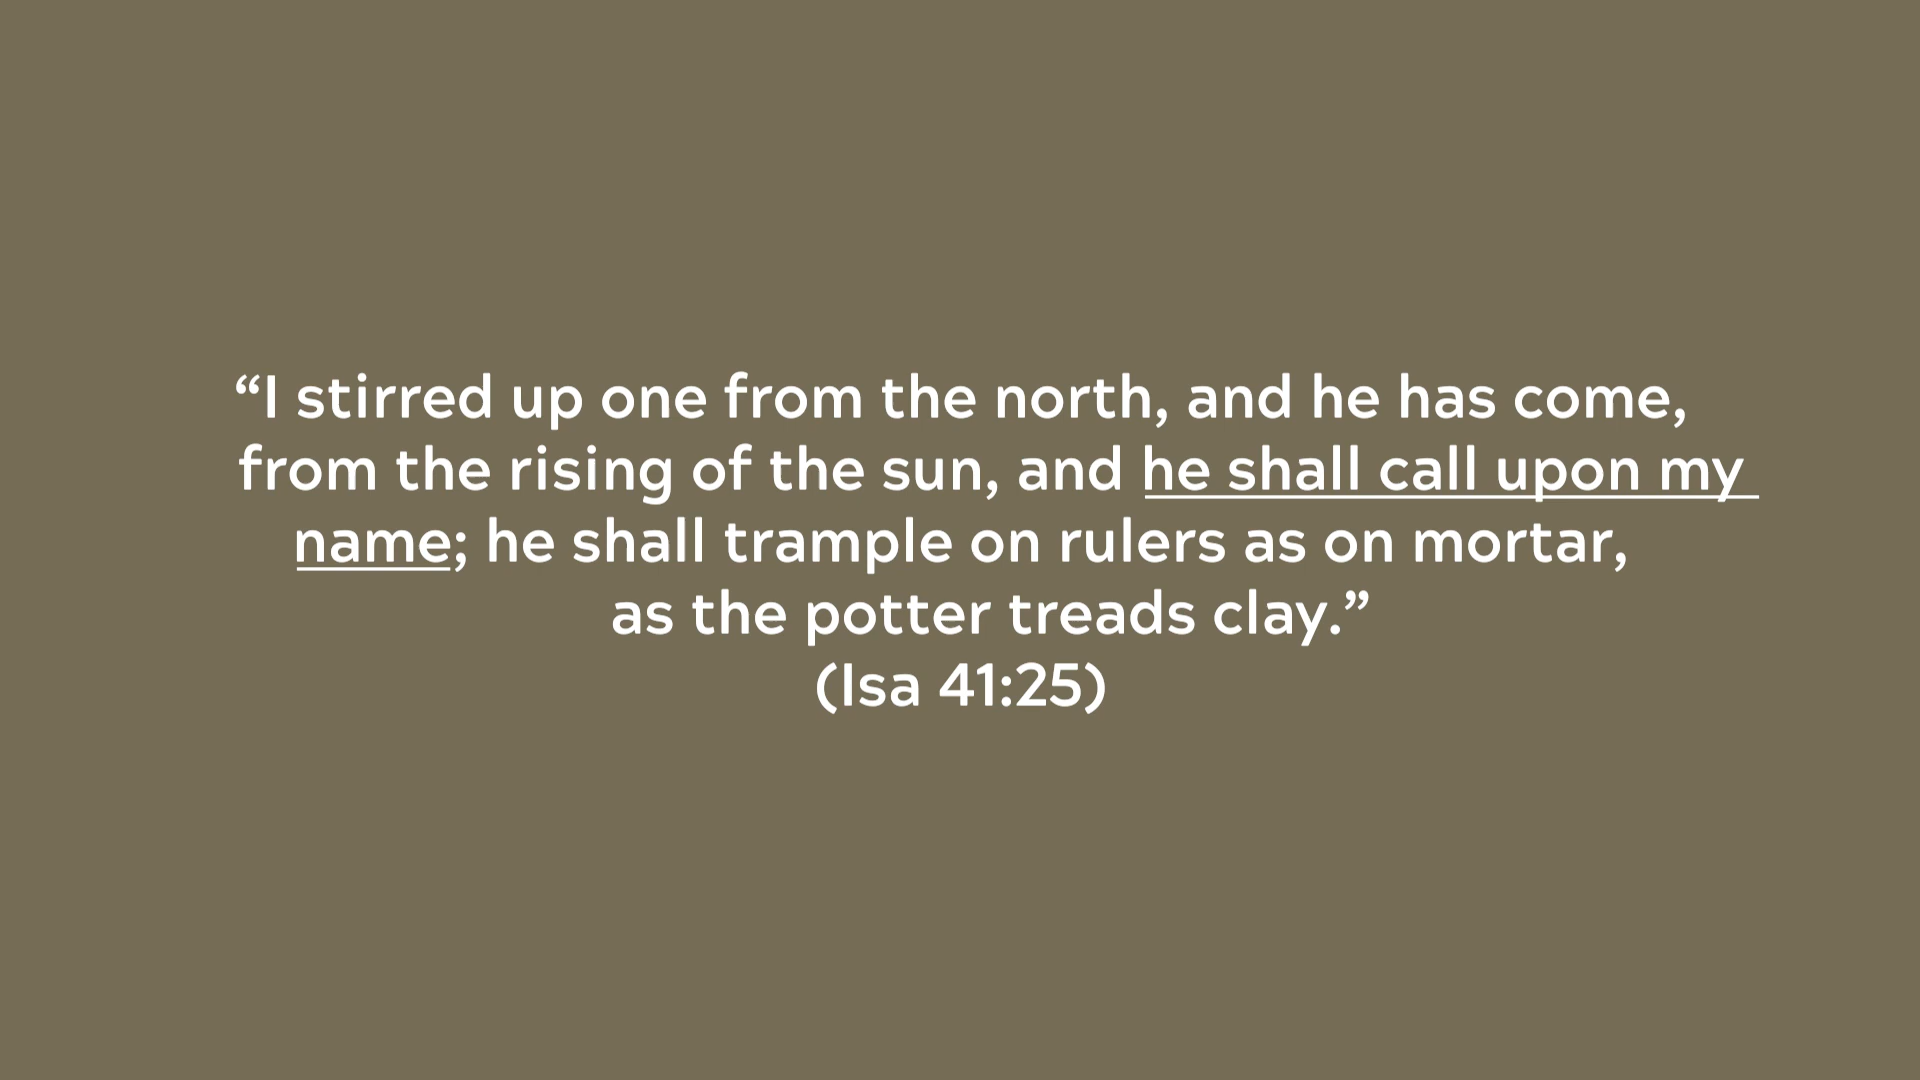 “I stirred up one from the north, and he has come,
from the rising of the sun, and he shall call upon my
name; he shall trample on rulers as on mortar,
as the potter treads clay.”
(Isa 41:25)